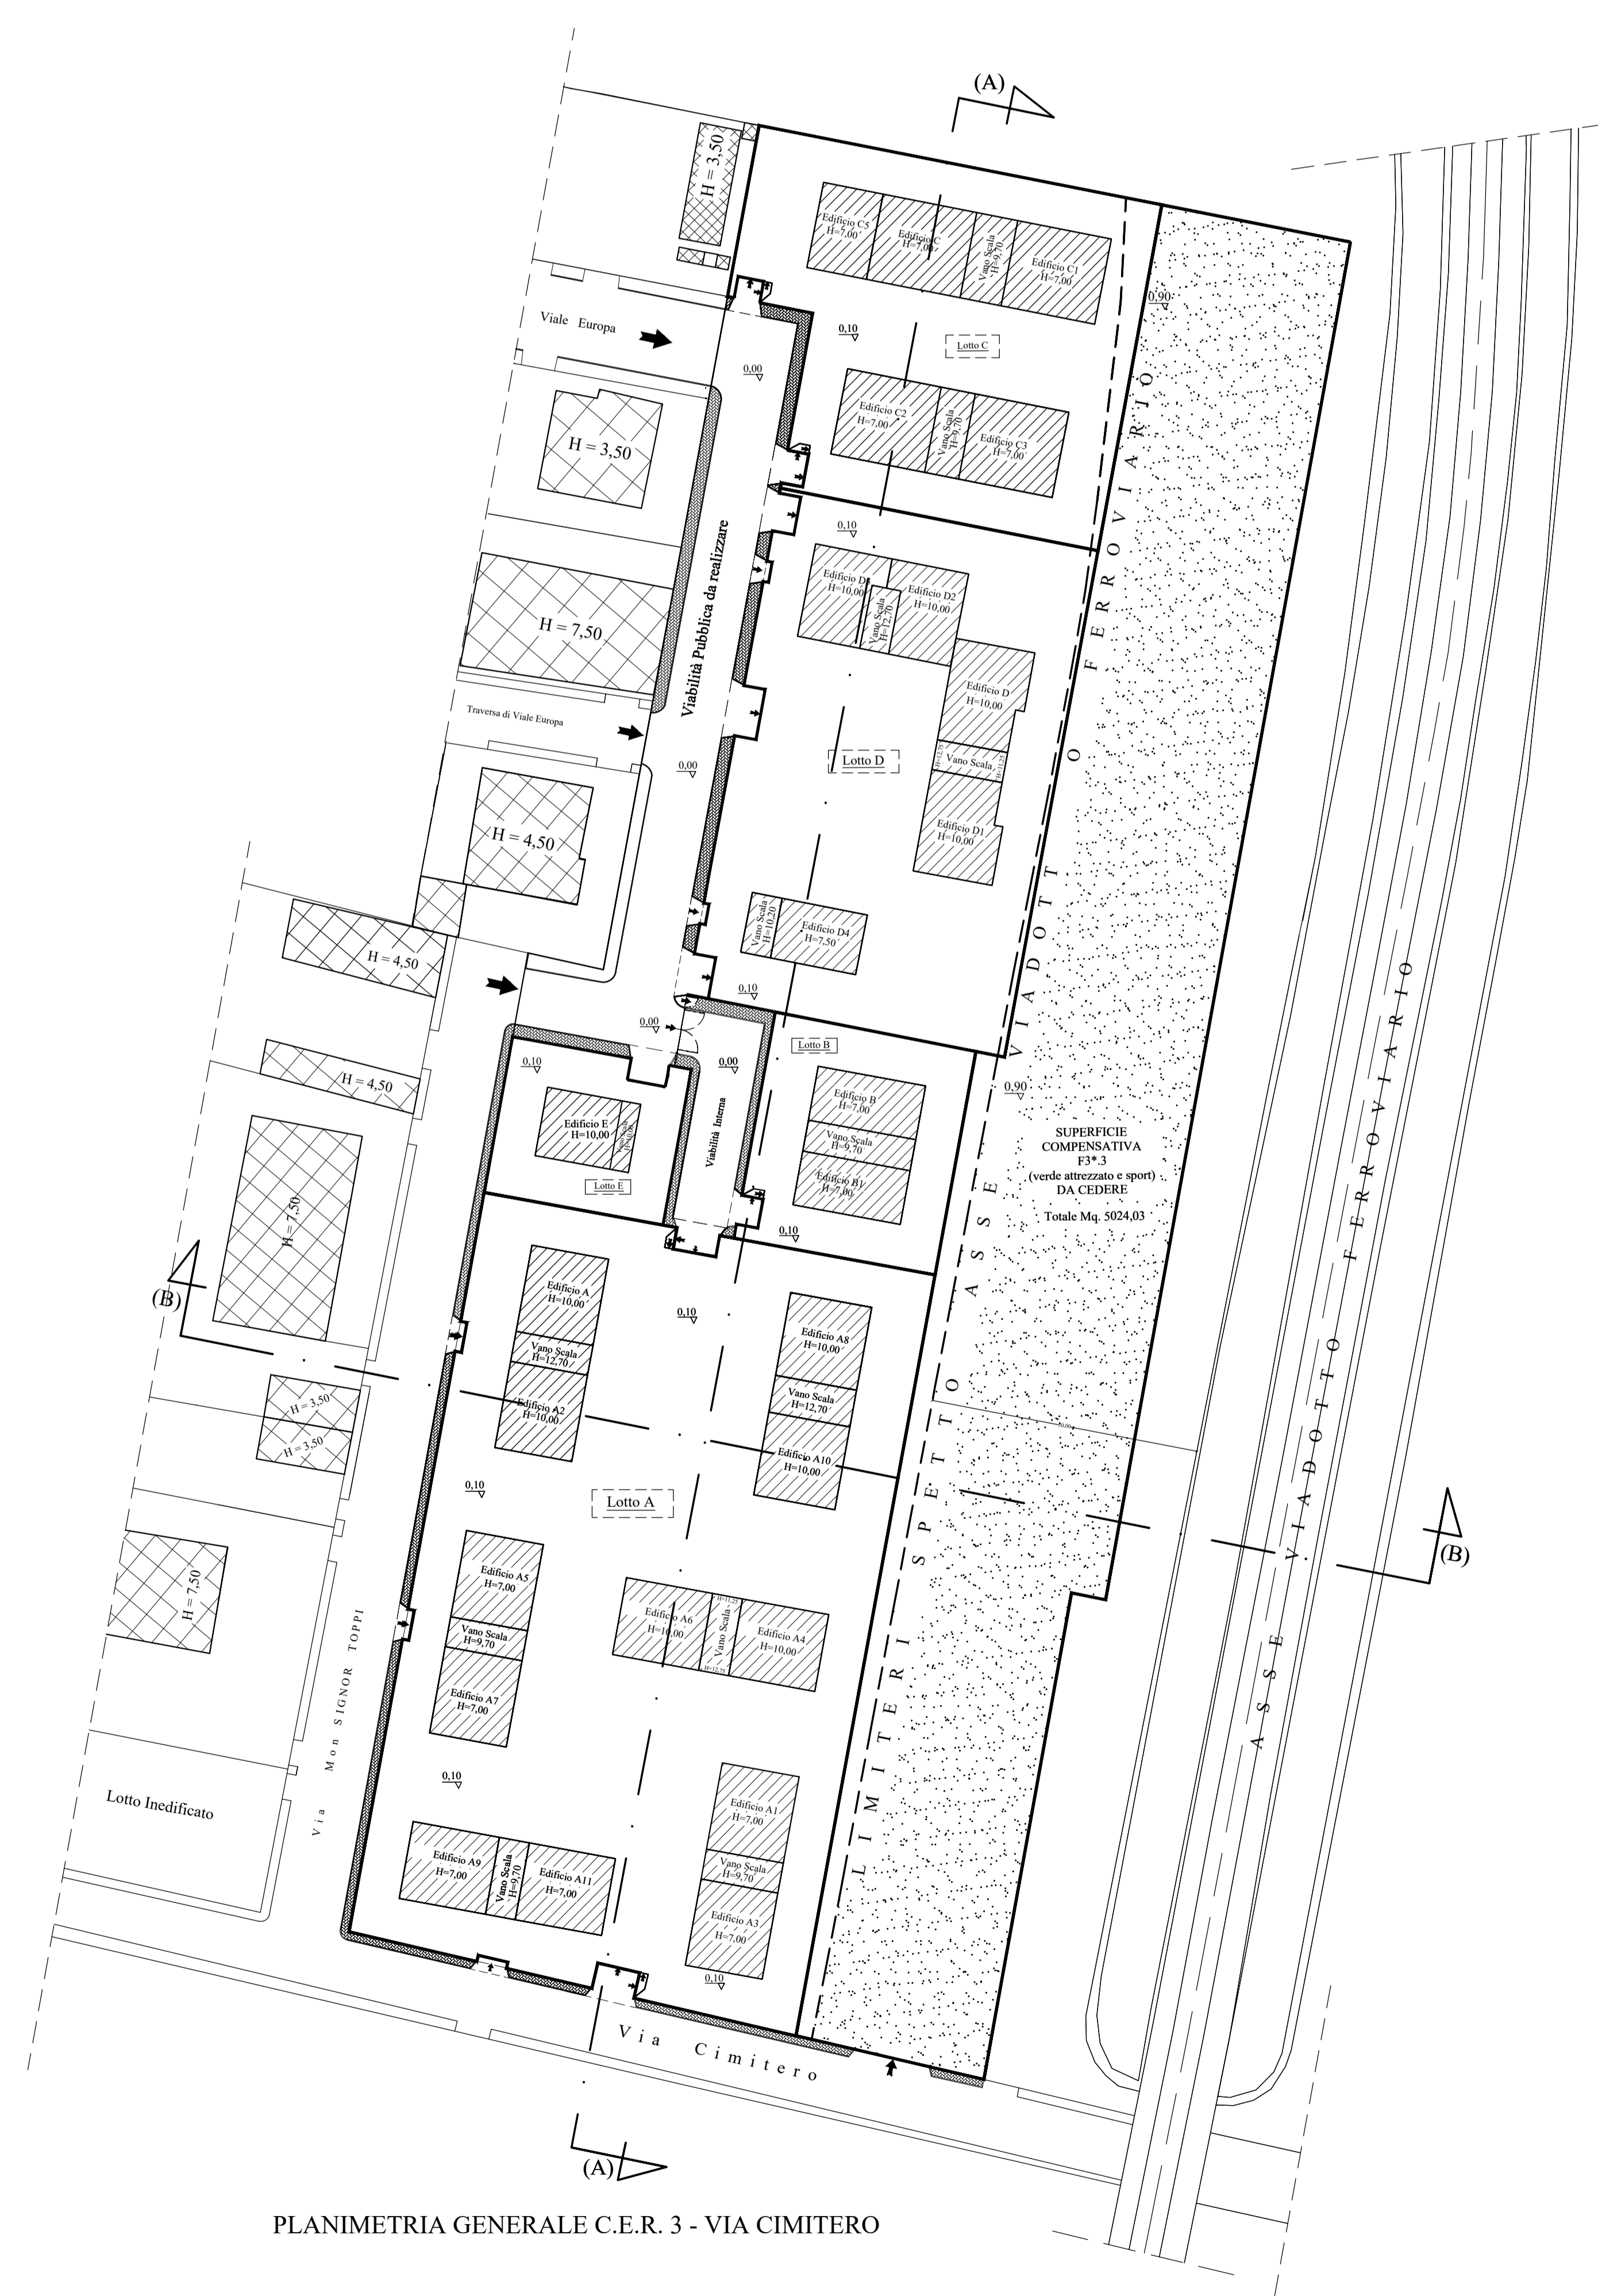 (A)
H = 3,50
Edificio C5
H=7,00
Edificio C
H=7,00
Vano Scala
H=9,70
Edificio C1
H=7,00
0,90
Viale Europa
0,10
Lotto C
0,00
Edificio C2
H=7,00
Vano Scala
H=9,70
Edificio C3
H=7,00
H = 3,50
0,10
Viabilità Pubblica da realizzare
H = 7,50
H=10,00
Vano Scala
H=12,70
Edificio D2
H=10,00
Edificio D
H=10,00
H=12,75
Vano Scala
H=11,25
Edificio D1
H=10,00
Traversa di Viale Europa
Lotto D
0,00
H = 4,50
H = 4,50
Vano Scala
H=10,20
Edificio D4
H=7,50
0,10
0,00
Lotto B
0,10
0,00
H = 4,50
Edificio B
H=7,00
Vano Scala
H=9,70
Edificio B1
H=7,00
0,90
Edificio E
H=10,00
Vano Scala
Viabilità Interna
Lotto E
SUPERFICIE
COMPENSATIVA
F3*.3
(verde attrezzato e sport)
DA CEDERE
Totale Mq. 5024,03
H = 7,50
0,10
(B)
Edificio A
H=10,00
Vano Scala
H=12,70
Edificio A2
H=10,00
0,10
Edificio A8
H=10,00
Vano Scala
H=12,70
Edificio A10
H=10,00
H = 3,50
H = 3,50
0,10
Lotto A
(B)
H = 7,50
Edificio A5
H=7,00
Vano Scala
H=9,70
Edificio A7
H=7,00
Edificio A6
H=10,00
H=11,25
Vano Scala
H=12,75
Edificio A4
H=10,00
LIMITE RISPETTO ASSE VIADOTTO FERROVIARIO
ASSE VIADOTTO FERROVIARIO
Via Mon SIGNOR TOPPI
Lotto Inedificato
0,10
Edificio A1
H=7,00
Vano Scala
H=9,70
Edificio A3
H=7,00
Edificio A9
H=7,00
Vano Scala
H=9,70
Edificio A11
H=7,00
0,10
Via Cimitero
(A)
PLANIMETRIA GENERALE C.E.R. 3 - VIA CIMITERO